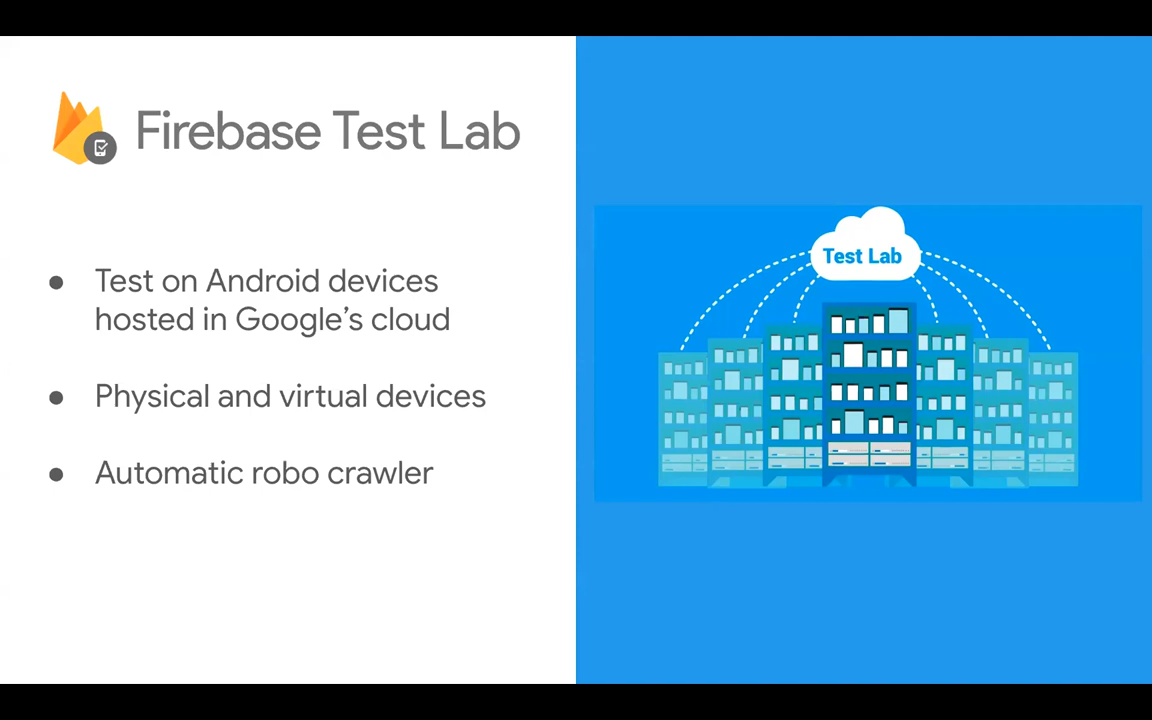 Firebase Test Lab
● Test on Android devices
hosted in Google’s cloud
● Physical and virtual devices
● Automatic robo crawler
Test Lab